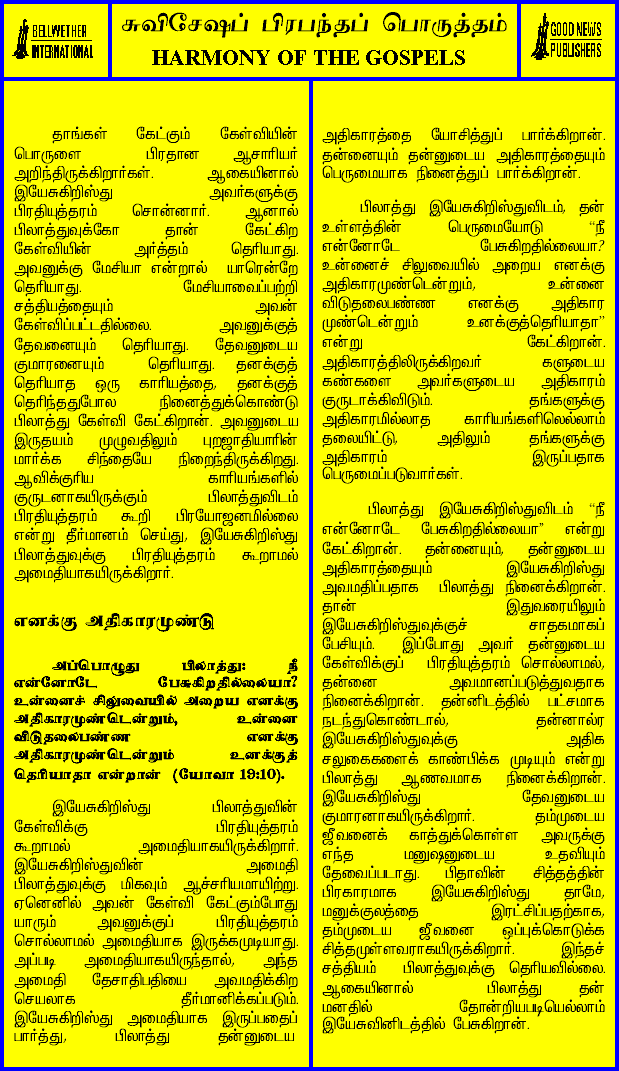 BELLWETHER
INTERNATIONAL
சுவிசேஷப் பிரபந்தப் பொருத்தம்
HARMONY OF THE GOSPELS
GOOD NEWS
PUBLISHERS
தாங்கள் கேட்கும் கேள்வியின்
பொருளை பிரதான ஆசாரியர்
அறிந்திருக்கிறார்கள். ஆகையினால்
இயேசுகிறிஸ்து அவர்களுக்கு
பிரதியுத்தரம் சொன்னார். ஆனால்
பிலாத்துவுக்கோ தான் கேட்கிற
கேள்வியின் அர்த்தம் தெரியாது.
அவனுக்கு மேசியா என்றால் யாரென்றே
தெரியாது. மேசியாவைப்பற்றி
சத்தியத்தையும் அவன்
கேள்விப்பட்டதில்லை. அவனுக்குத்
தேவனையும் தெரியாது. தேவனுடைய
குமாரனையும் தெரியாது. தனக்குத்
தெரியாத ஒரு காரியத்தை, தனக்குத்
தெரிந்ததுபோல நினைத்துக்கொண்டு
பிலாத்து கேள்வி கேட்கிறான். அவனுடைய
இருதயம் முழுவதிலும் புறஜாதியாரின்
மார்க்க சிந்தையே நிறைந்திருக்கிறது.
ஆவிக்குரிய காரியங்களில்
குருடனாகயிருக்கும் பிலாத்துவிடம்
பிரதியுத்தரம் கூறி பிரயோஜனமில்லை
என்று தீர்மானம் செய்து, இயேசுகிறிஸ்து
பிலாத்துவுக்கு பிரதியுத்தரம் கூறாமல்
அமைதியாகயிருக்கிறார்.
எனக்கு அதிகாரமுண்டு
அப்பொழுது பிலாத்து: நீ
என்னோடே பேசுகிறதில்லையா?
உன்னைச் சிலுவையில் அறைய எனக்கு
அதிகாரமுண்டென்றும், உன்னை
விடுதலைபண்ண எனக்கு
அதிகாரமுண்டென்றும் உனக்குத்
தெரியாதா என்றான் (யோவா 19:10).
இயேசுகிறிஸ்து பிலாத்துவின்
கேள்விக்கு பிரதியுத்தரம்
கூறாமல் அமைதியாகயிருக்கிறார்.
இயேசுகிறிஸ்துவின் அமைதி
பிலாத்துவுக்கு மிகவும் ஆச்சரியமாயிற்று.
ஏனெனில் அவன் கேள்வி கேட்கும்போது
யாரும் அவனுக்குப் பிரதியுத்தரம்
சொல்லாமல் அமைதியாக இருக்கமுடியாது.
அப்படி அமைதியாகயிருந்தால், அந்த
அமைதி தேசாதிபதியை அவமதிக்கிற
செயலாக தீர்மானிக்கப்படும்.
இயேசுகிறிஸ்து அமைதியாக இருப்பதைப்
பார்த்து, பிலாத்து தன்னுடைய
அதிகாரத்தை யோசித்துப் பார்க்கிறான்.
தன்னையும் தன்னுடைய அதிகாரத்தையும்
பெருமையாக நினைத்துப் பார்க்கிறான்.
பிலாத்து இயேசுகிறிஸ்துவிடம், தன்
உள்ளத்தின் பெருமையோடு “நீ
என்னோடே பேசுகிறதில்லையா?
உன்னைச் சிலுவையில் அறைய எனக்கு
அதிகாரமுண்டென்றும், உன்னை
விடுதலைபண்ண எனக்கு அதிகார
முண்டென்றும் உனக்குத்தெரியாதா”
என்று கேட்கிறான்.
அதிகாரத்திலிருக்கிறவர் களுடைய
கண்களை அவர்களுடைய அதிகாரம்
குருடாக்கிவிடும். தங்களுக்கு
அதிகாரமில்லாத காரியங்களிலெல்லாம்
தலையிட்டு, அதிலும் தங்களுக்கு
அதிகாரம் இருப்பதாக
பெருமைப்படுவார்கள்.
பிலாத்து இயேசுகிறிஸ்துவிடம் “நீ
என்னோடே பேசுகிறதில்லையா” என்று
கேட்கிறான். தன்னையும், தன்னுடைய
அதிகாரத்தையும் இயேசுகிறிஸ்து
அவமதிப்பதாக பிலாத்து நினைக்கிறான்.
தான் இதுவரையிலும்
இயேசுகிறிஸ்துவுக்குச் சாதகமாகப்
பேசியும். இப்போது அவர் தன்னுடைய
கேள்விக்குப் பிரதியுத்தரம் சொல்லாமல்,
தன்னை அவமானப்படுத்துவதாக
நினைக்கிறான். தன்னிடத்தில் பட்சமாக
நடந்துகொண்டால், தன்னால்ர
இயேசுகிறிஸ்துவுக்கு அதிக
சலுகைகளைக் காண்பிக்க முடியும் என்று
பிலாத்து ஆணவமாக நினைக்கிறான்.
இயேசுகிறிஸ்து தேவனுடைய
குமாரனாகயிருக்கிறார். தம்முடைய
ஜீவனைக் காத்துக்கொள்ள அவருக்கு
எந்த மனுஷனுடைய உதவியும்
தேவைப்படாது. பிதாவின் சித்தத்தின்
பிரகாரமாக இயேசுகிறிஸ்து தாமே,
மனுக்குலத்தை இரட்சிப்பதற்காக,
தம்முடைய ஜீவனை ஒப்புக்கொடுக்க
சித்தமுள்ளவராகயிருக்கிறார். இந்தச்
சத்தியம் பிலாத்துவுக்கு தெரியவில்லை.
ஆகையினால் பிலாத்து தன்
மனதில் தோன்றியபடியெல்லாம்
இயேசுவினிடத்தில் பேசுகிறான்.